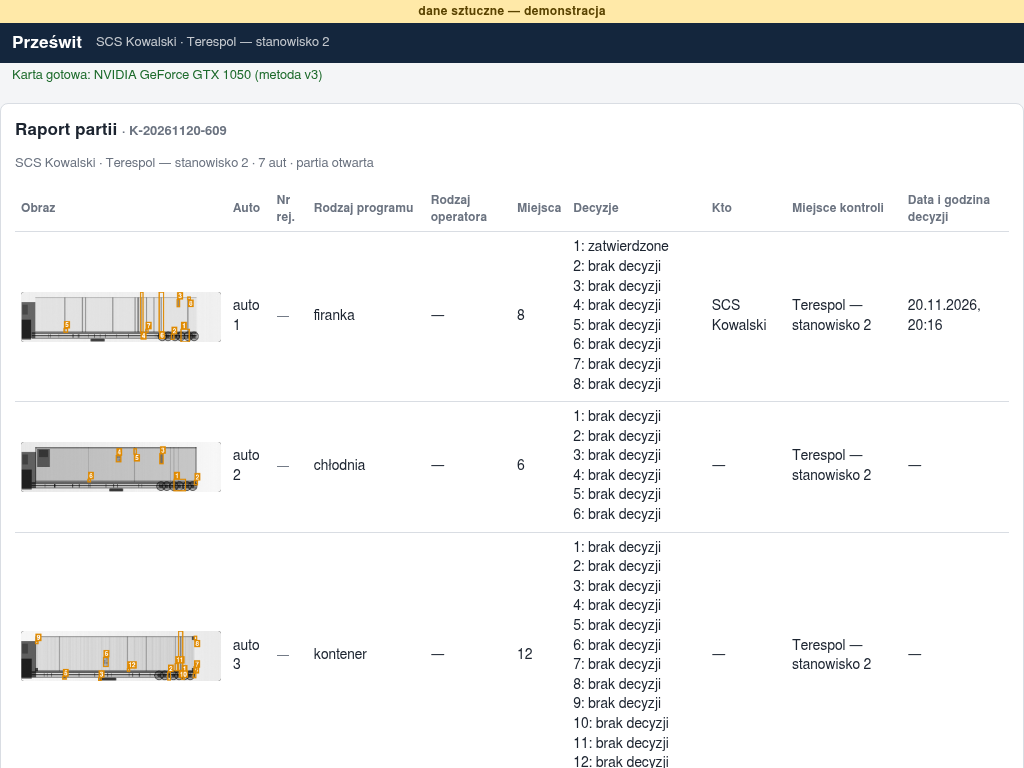 dane sztuczne — demonstracja
Prześwit SCS Kowalski · Terespol — stanowisko 2
Karta gotowa: NVIDIA GeForce GTX 1050 (metoda v3)
Raport partii · K-20261120-609
SCS Kowalski · Terespol — stanowisko 2 · 7 aut · partia otwarta
Obraz Auto Nr rej. Rodzaj programu Rodzaj operatora Miejsca Decyzje Kto Miejsce kontroli Data i godzina decyzji
auto 1 — firanka — 8
1: zatwierdzone
2: brak decyzji
3: brak decyzji
4: brak decyzji
5: brak decyzji
6: brak decyzji
7: brak decyzji
8: brak decyzji
SCS Kowalski
Terespol — stanowisko 2
20.11.2026, 20:16
auto 2 — chłodnia — 6
1: brak decyzji
2: brak decyzji
3: brak decyzji
4: brak decyzji
5: brak decyzji
6: brak decyzji
—
Terespol — stanowisko 2
—
auto 3 — kontener — 12
1: brak decyzji
2: brak decyzji
3: brak decyzji
4: brak decyzji
5: brak decyzji
6: brak decyzji
7: brak decyzji
8: brak decyzji
9: brak decyzji
10: brak decyzji
11: brak decyzji
12: brak decyzji
—
Terespol — stanowisko 2
—